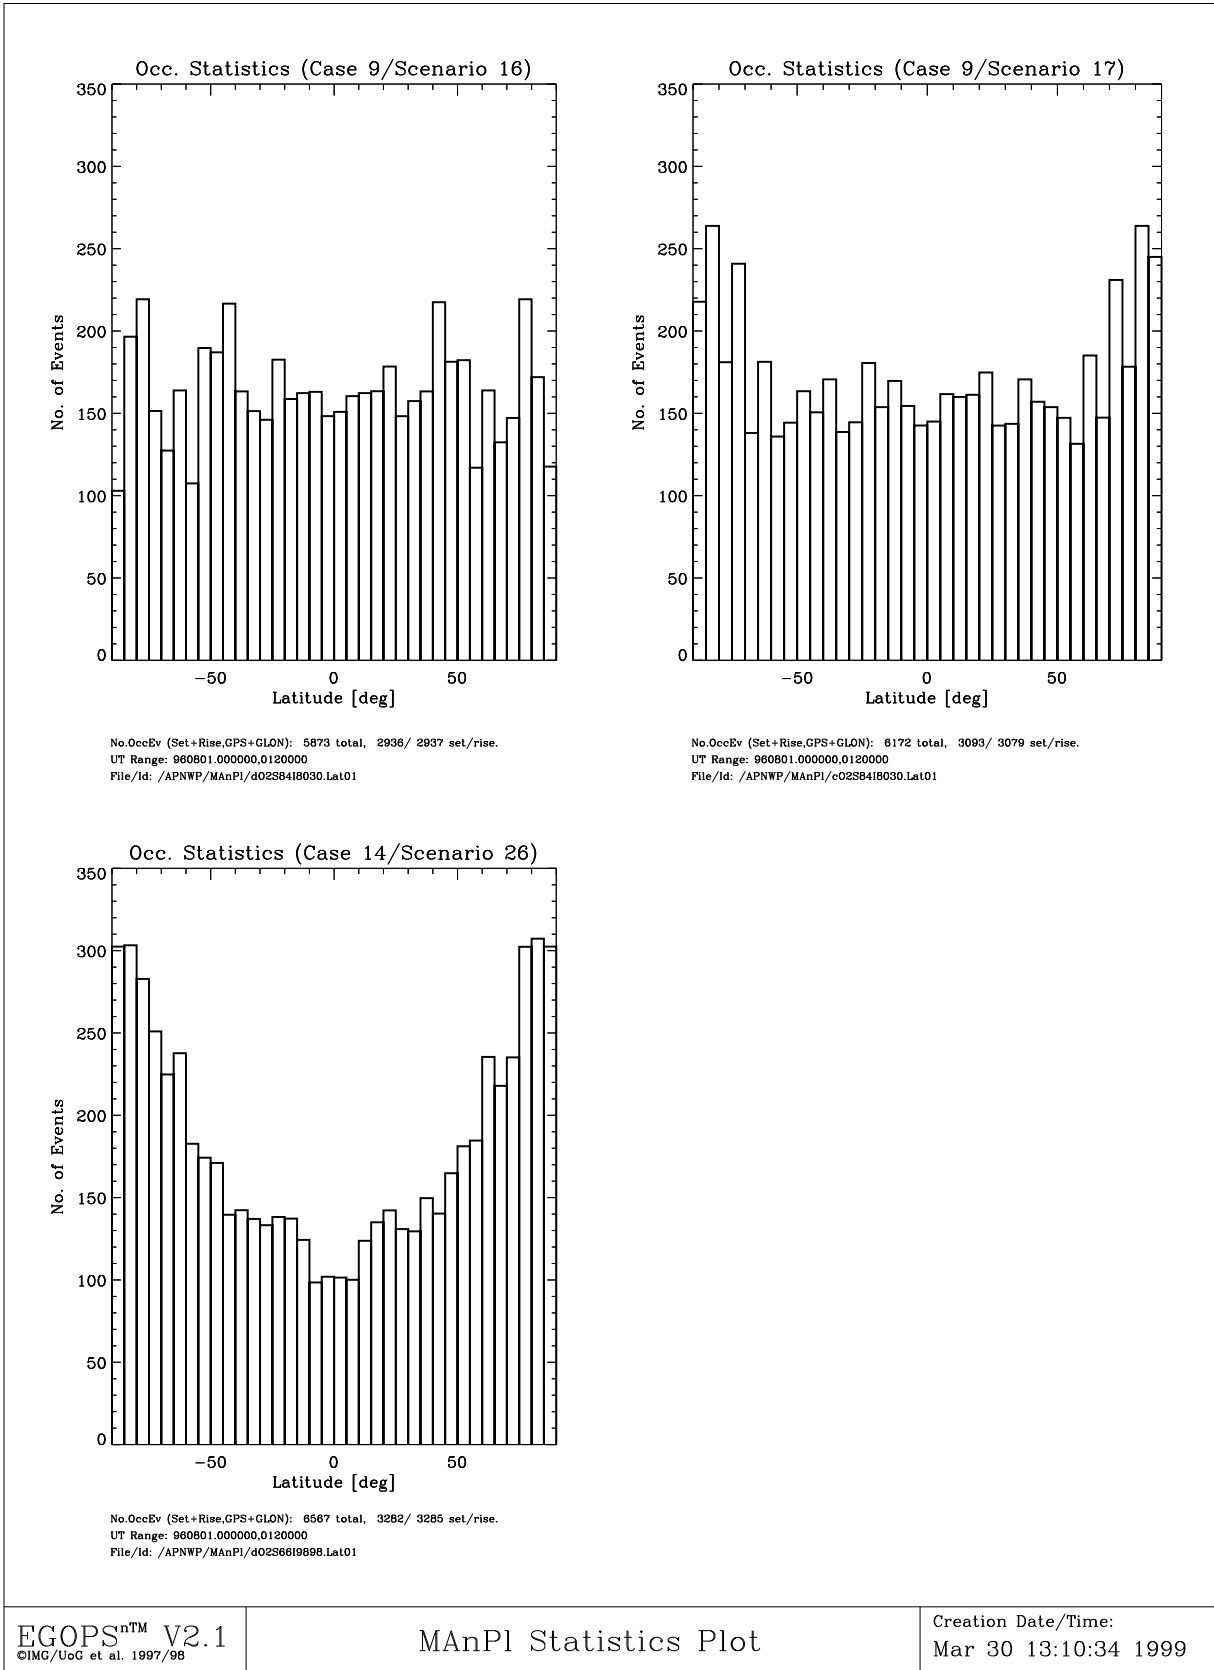 Occ. Statistics (Case 9/Scenario 16)
350
300
250
200
150
100
50
0
No. of Events
−50 0 50
Latitude [deg]
No.OccEv (Set+Rise,GPS+GLON): 5873 total, 2936/ 2937 set/rise.
UT Range: 960801.000000,0120000
File/Id: /APNWP/MAnPl/dO2S84I8030.Lat01
Occ. Statistics (Case 9/Scenario 17)
350
300
250
200
150
100
50
0
No. of Events
−50 0 50
Latitude [deg]
No.OccEv (Set+Rise,GPS+GLON): 6172 total, 3093/ 3079 set/rise.
UT Range: 960801.000000,0120000
File/Id: /APNWP/MAnPl/cO2S84I8030.Lat01
Occ. Statistics (Case 14/Scenario 26)
350
300
250
200
150
100
50
0
No. of Events
−50 0 50
Latitude [deg]
No.OccEv (Set+Rise,GPS+GLON): 6567 total, 3282/ 3285 set/rise.
UT Range: 960801.000000,0120000
File/Id: /APNWP/MAnPl/dO2S66I9898.Lat01
EGOPSⁿᵀᴹ V2.1
©IMG/UoG et al. 1997/98
MAnPl Statistics Plot
Creation Date/Time:
Mar 30 13:10:34 1999